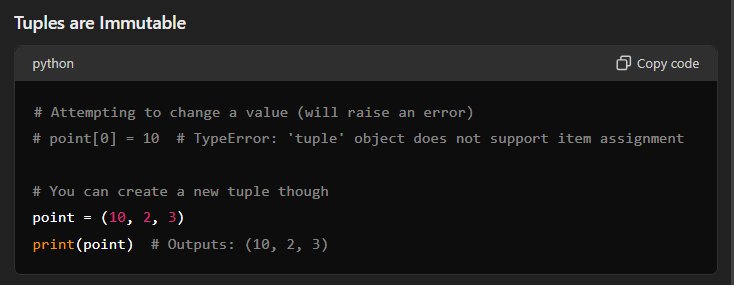 Tuples are Immutable
python
Copy code
# Attempting to change a value (will raise an error)
# point[0] = 10  # TypeError: 'tuple' object does not support item assignment
# You can create a new tuple though
point = (10, 2, 3)
print(point)  # Outputs: (10, 2, 3)